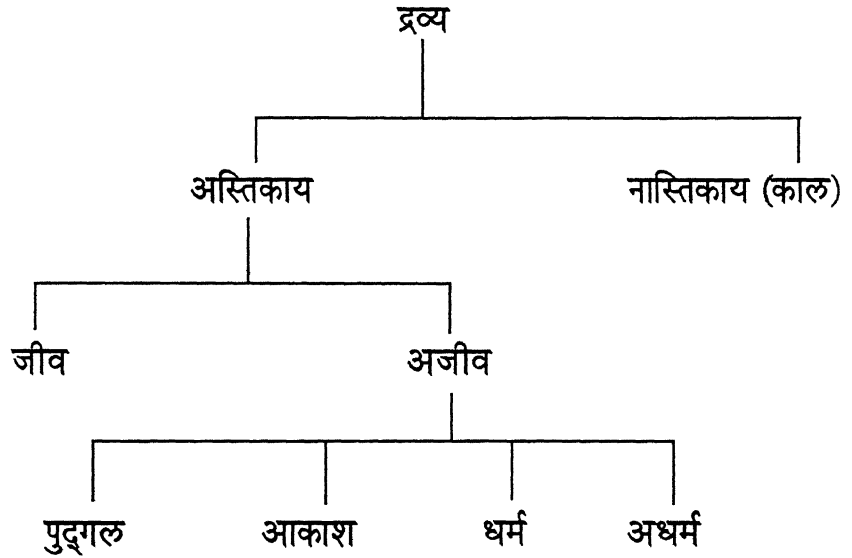 द्रव्य
अस्तिकाय नास्तिकाय (काल)
जीव अजीव
पुद्‌गल आकाश धर्म अधर्म